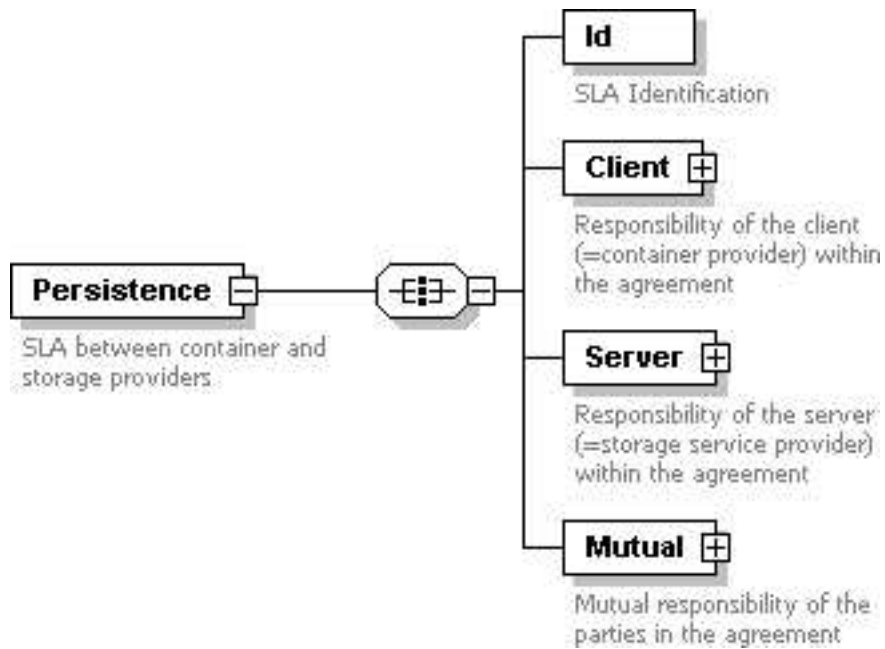 Id
SLA Identification
Client
Responsibility of the client
(=container provider) within
the agreement
Persistence
SLA between container and
storage providers
Server
Responsibility of the server
(=storage service provider)
within the agreement
Mutual
Mutual responsibility of the
parties in the agreement